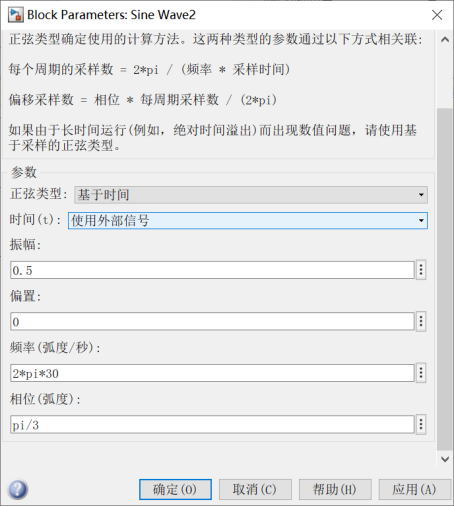 Block Parameters: Sine Wave2
正弦类型确定使用的计算方法。这两种类型的参数通过以下方式相关联:
每个周期的采样数 = 2*pi / (频率 * 采样时间)
偏移采样数 = 相位 * 每周期采样数 / (2*pi)
如果由于长时间运行(例如，绝对时间溢出)而出现数值问题，请使用基
于采样的正弦类型。
参数
正弦类型: 基于时间
时间(t): 使用外部信号
振幅:
0.5
偏置:
0
频率(弧度/秒):
2*pi*30
相位(弧度):
pi/3
确定(O) 取消(C) 帮助(H) 应用(A)